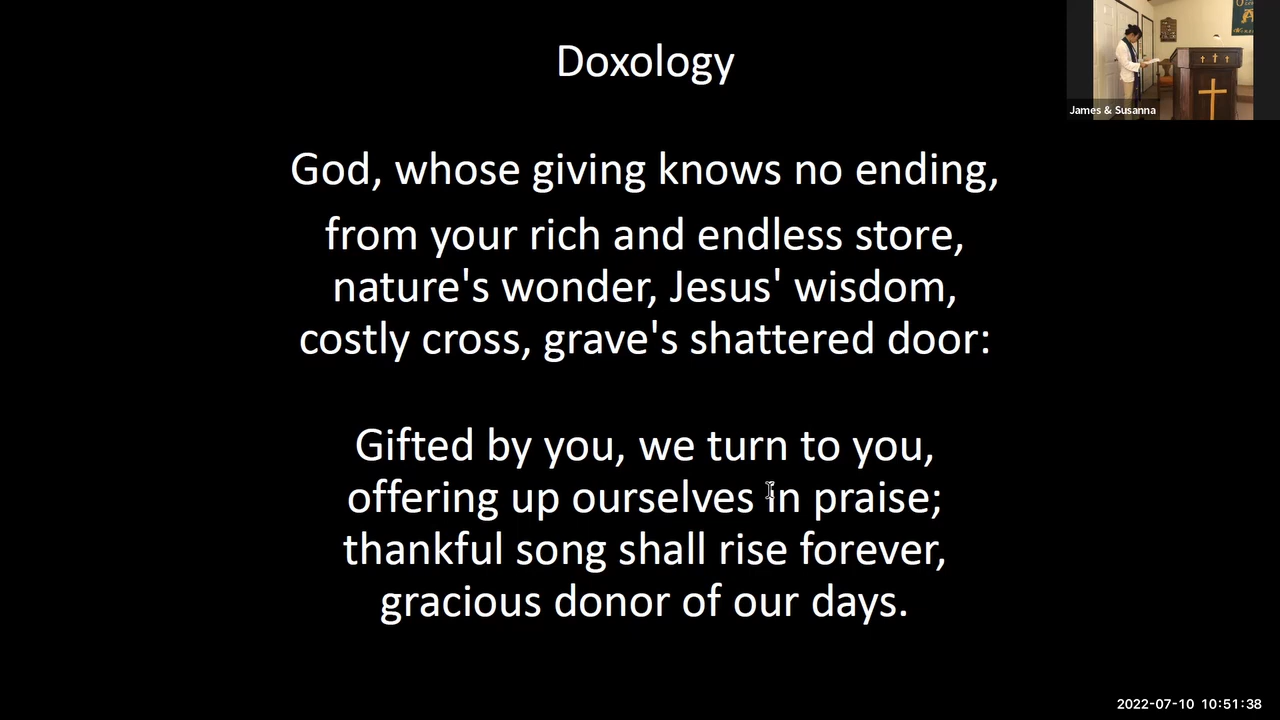 Doxology
James & Susanna
God, whose giving knows no ending,
from your rich and endless store,
nature's wonder, Jesus' wisdom,
costly cross, grave's shattered door:
Gifted by you, we turn to you,
offering up ourselves in praise;
thankful song shall rise forever,
gracious donor of our days.
2022-07-10 10:51:38